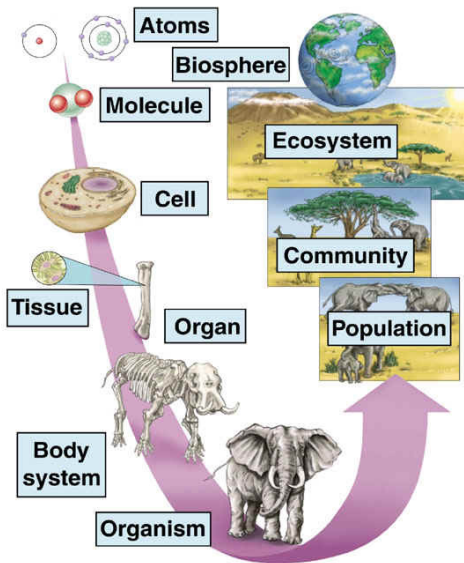 Atoms
Biosphere
Molecule
Ecosystem
Cell
Community
Tissue
Organ
Population
Body
system
Organism